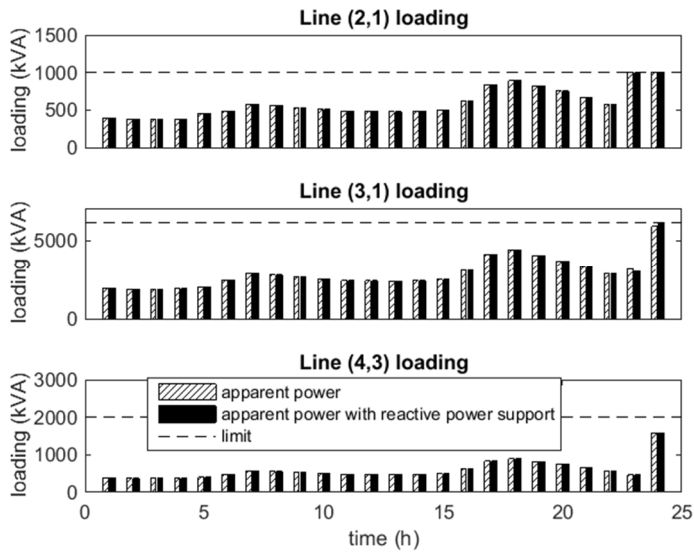 Line (2,1) loading
loading (kVA)
1500
1000
500
0
Line (3,1) loading
loading (kVA)
5000
0
Line (4,3) loading
loading (kVA)
3000
2000
1000
0
apparent power
apparent power with reactive power support
limit
0 5 10 15 20 25
time (h)